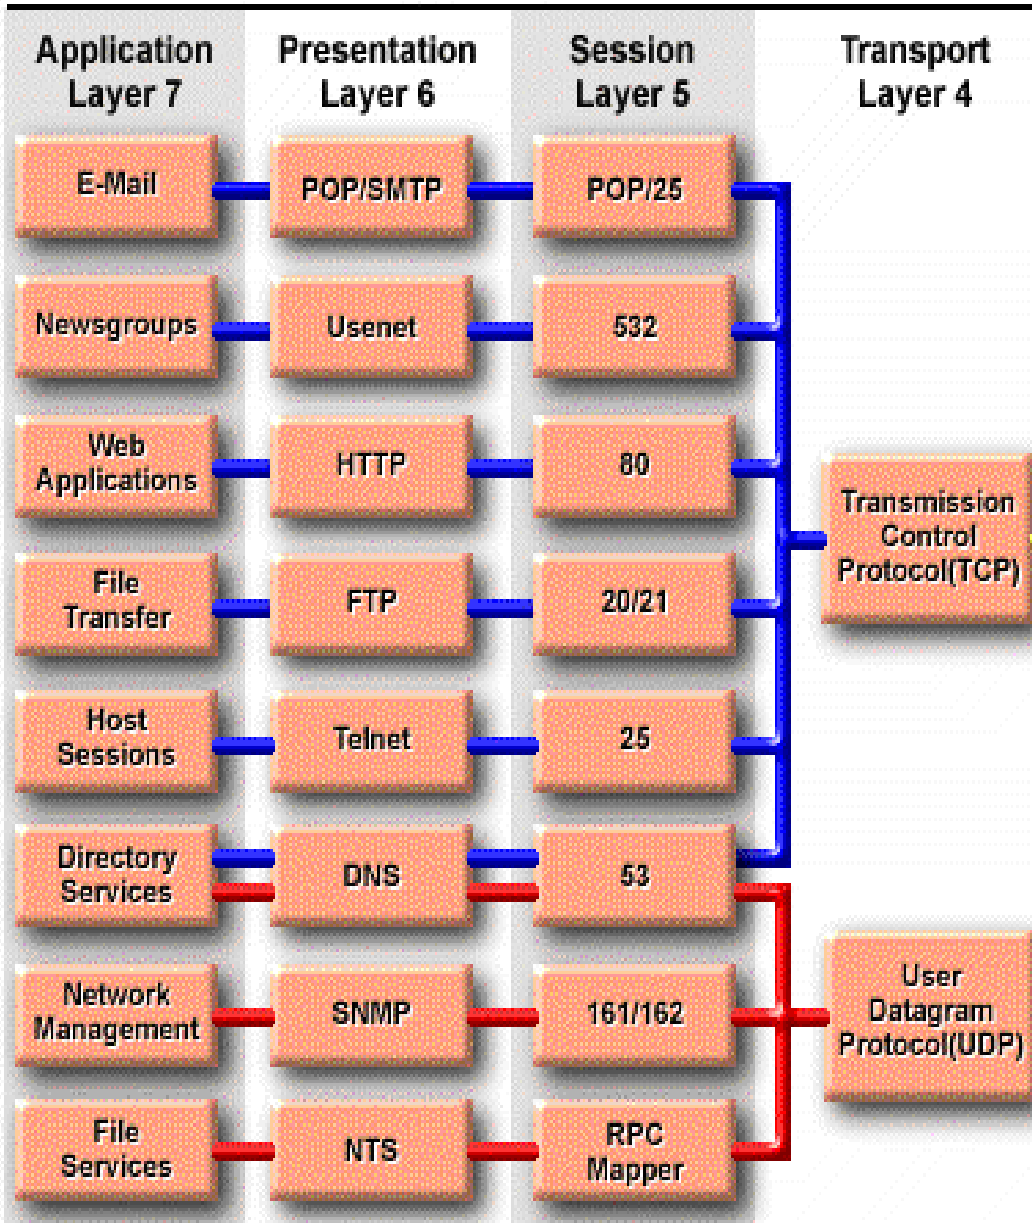 Application
Layer 7
Presentation
Layer 6
Session
Layer 5
Transport
Layer 4
E-Mail
POP/SMTP
POP/25
Newsgroups
Usenet
532
Web
Applications
HTTP
80
File
Transfer
FTP
20/21
Host
Sessions
Telnet
25
Directory
Services
DNS
53
Network
Management
SNMP
161/162
File
Services
NTS
RPC
Mapper
Transmission
Control
Protocol(TCP)
User
Datagram
Protocol(UDP)